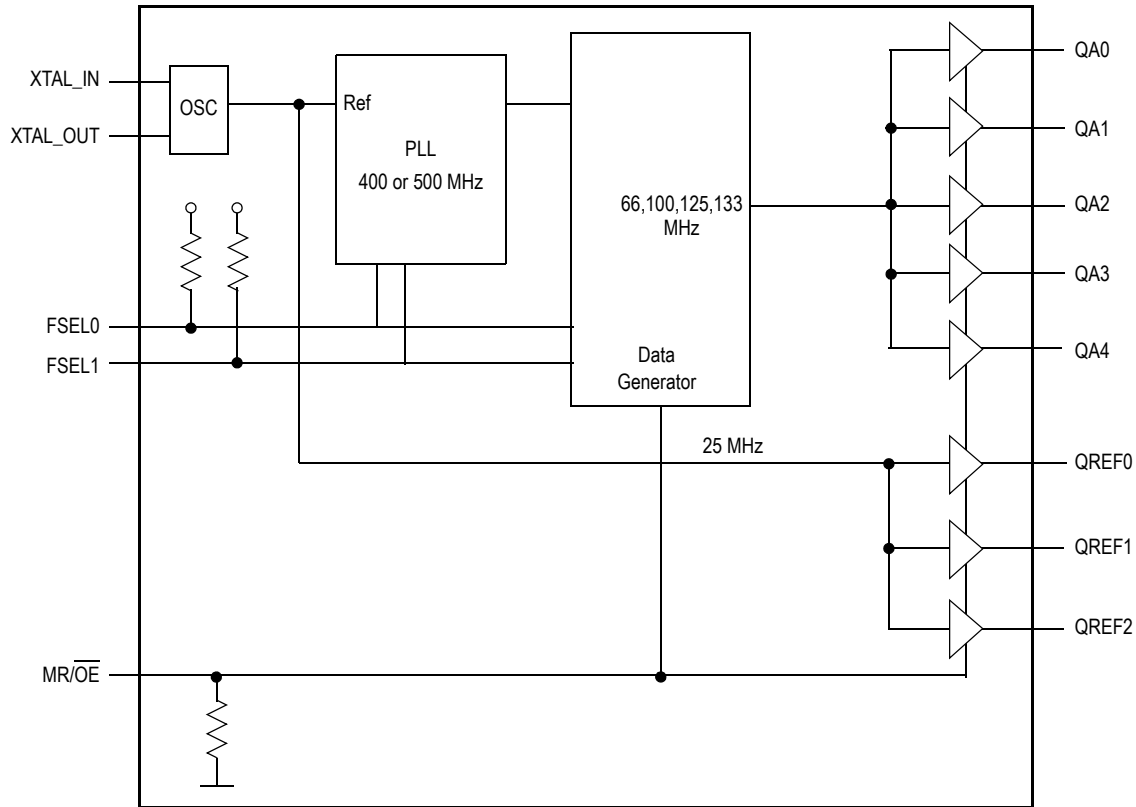 XTAL_IN
XTAL_OUT
OSC
Ref
PLL
400 or 500 MHz
66,100,125,133
MHz
Data
Generator
FSEL0
FSEL1
QA0
QA1
QA2
QA3
QA4
25 MHz
QREF0
QREF1
QREF2
MR/O̅E̅